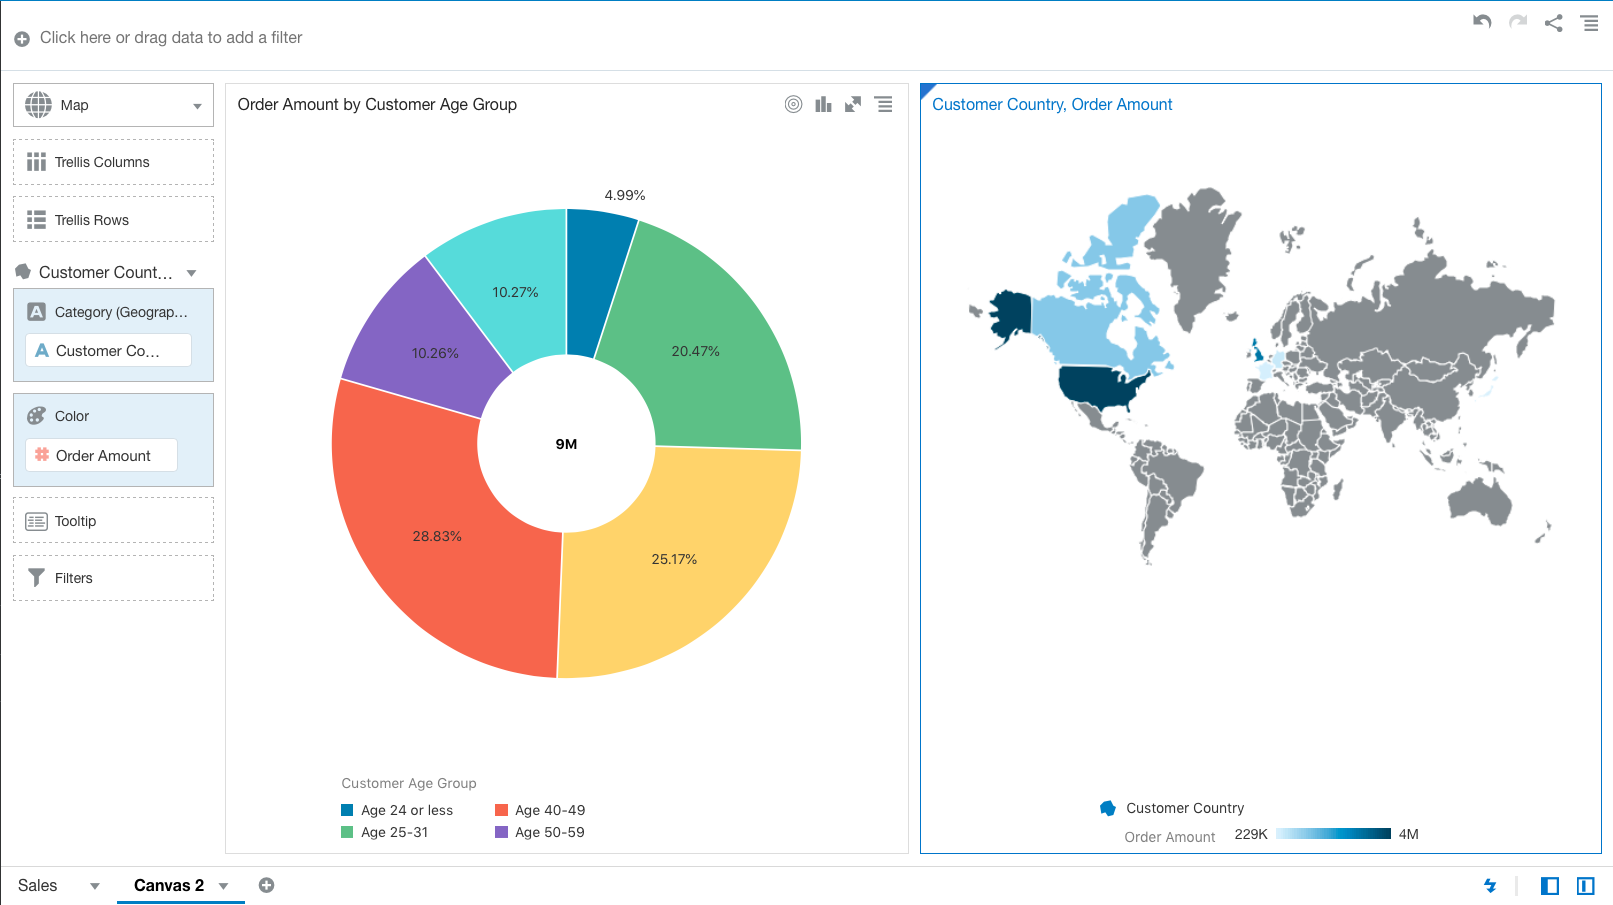 Click here or drag data to add a filter
Map
Trellis Columns
Trellis Rows
Customer Count...
A Category (Geograp...
A Customer Co...
Color
# Order Amount
Tooltip
Filters
Order Amount by Customer Age Group
4.99%
10.27%
20.47%
10.26%
9M
28.83%
25.17%
Customer Age Group
Age 24 or less
Age 40-49
Age 25-31
Age 50-59
Customer Country, Order Amount
Customer Country
Order Amount 229K 4M
Sales
Canvas 2